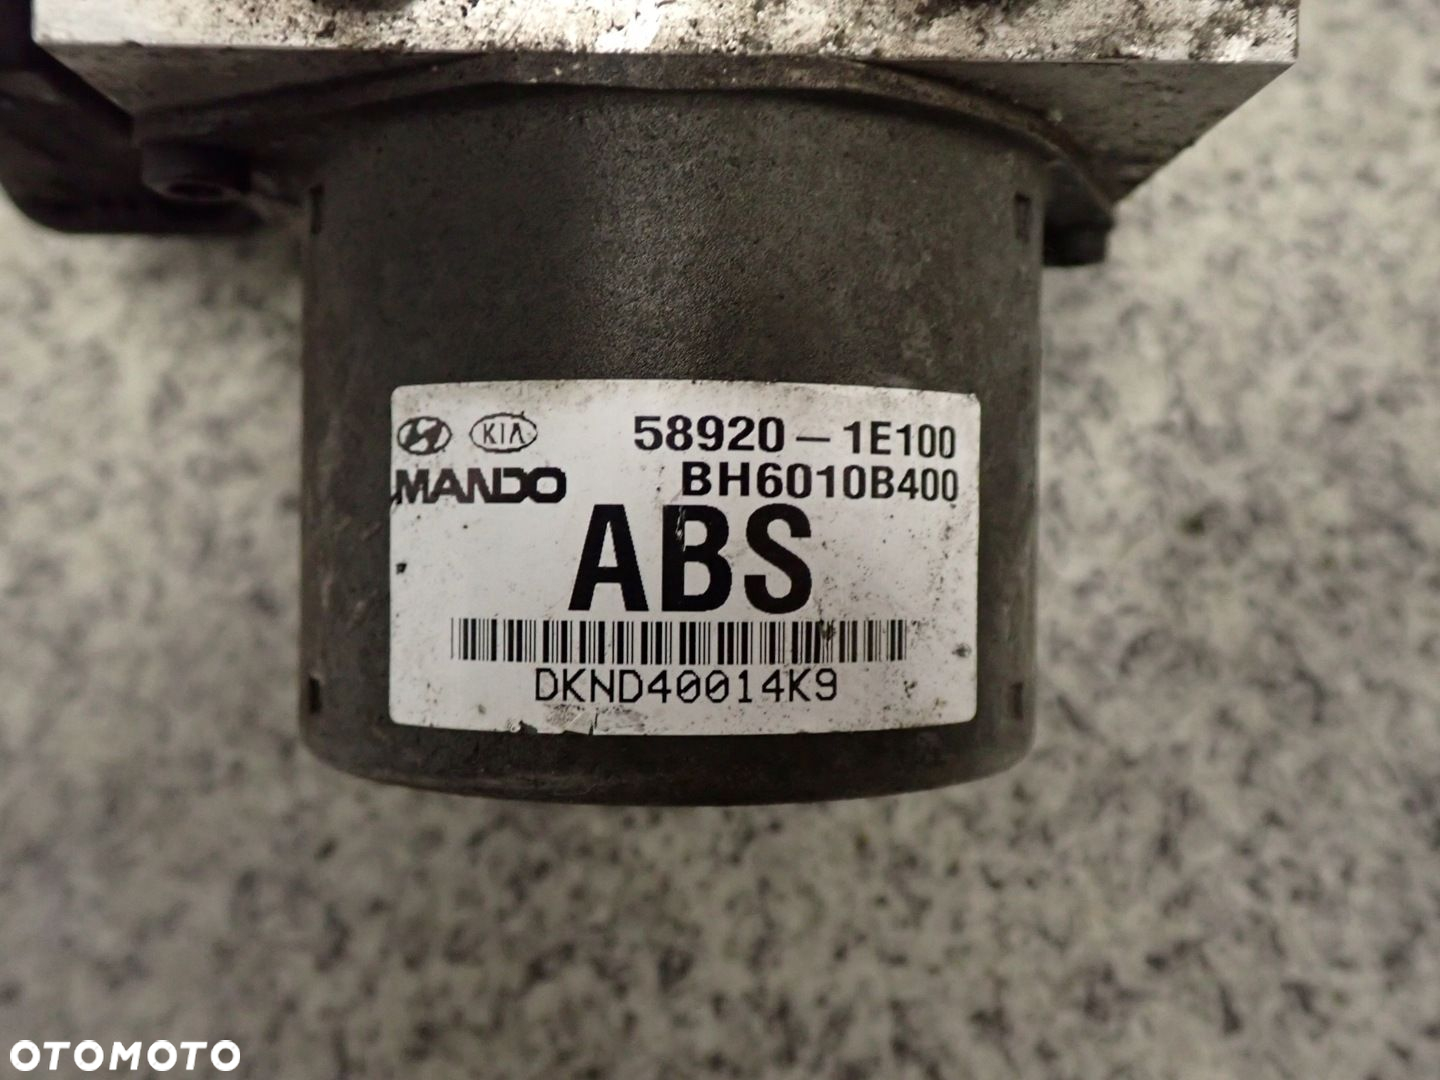 KIA 58920-1E100
MANDO BH6010B400
ABS
DKND40014K9
OTOMOTO